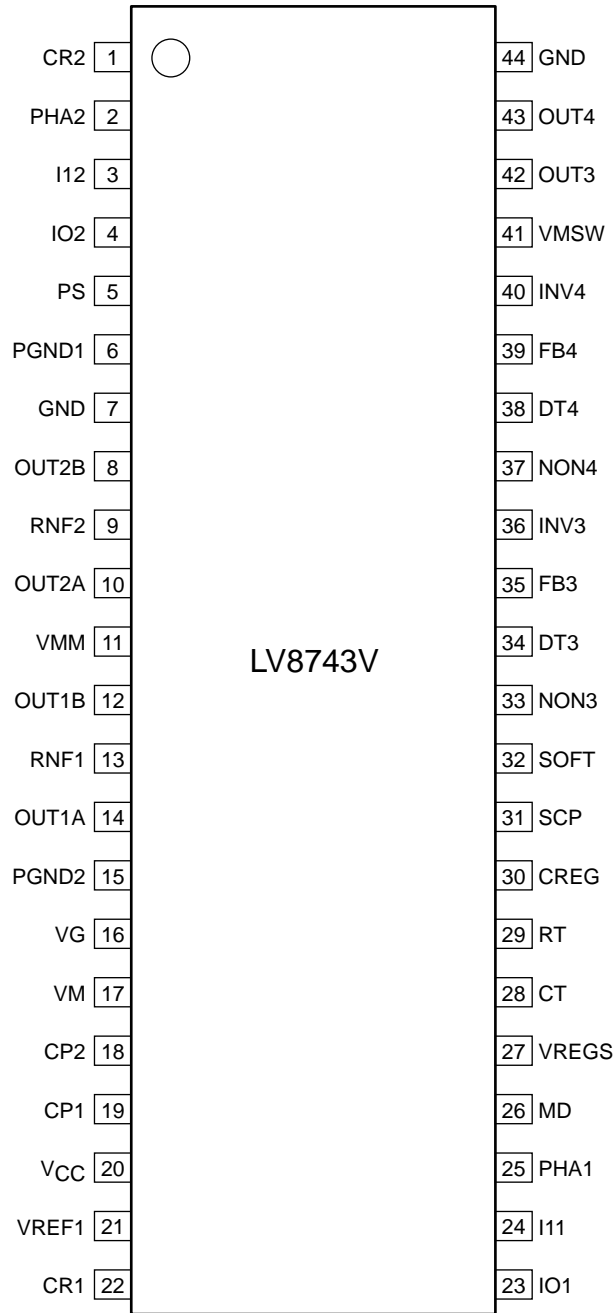 CR2 1 44 GND
PHA2 2 43 OUT4
I12 3 42 OUT3
IO2 4 41 VMSW
PS 5 40 INV4
PGND1 6 39 FB4
GND 7 38 DT4
OUT2B 8 37 NON4
RNF2 9 36 INV3
OUT2A 10 35 FB3
VMM 11 34 DT3
LV8743V
OUT1B 12 33 NON3
RNF1 13 32 SOFT
OUT1A 14 31 SCP
PGND2 15 30 CREG
VG 16 29 RT
VM 17 28 CT
CP2 18 27 VREGS
CP1 19 26 MD
VCC 20 25 PHA1
VREF1 21 24 I11
CR1 22 23 IO1